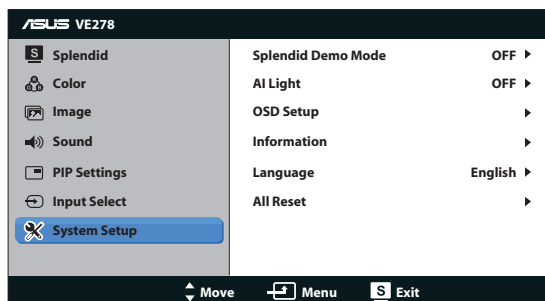 ASUS VE278
S Splendid
Color
Image
Sound
PIP Settings
Input Select
System Setup
Splendid Demo Mode OFF
AI Light OFF
OSD Setup
Information
Language English
All Reset
Move Menu S Exit